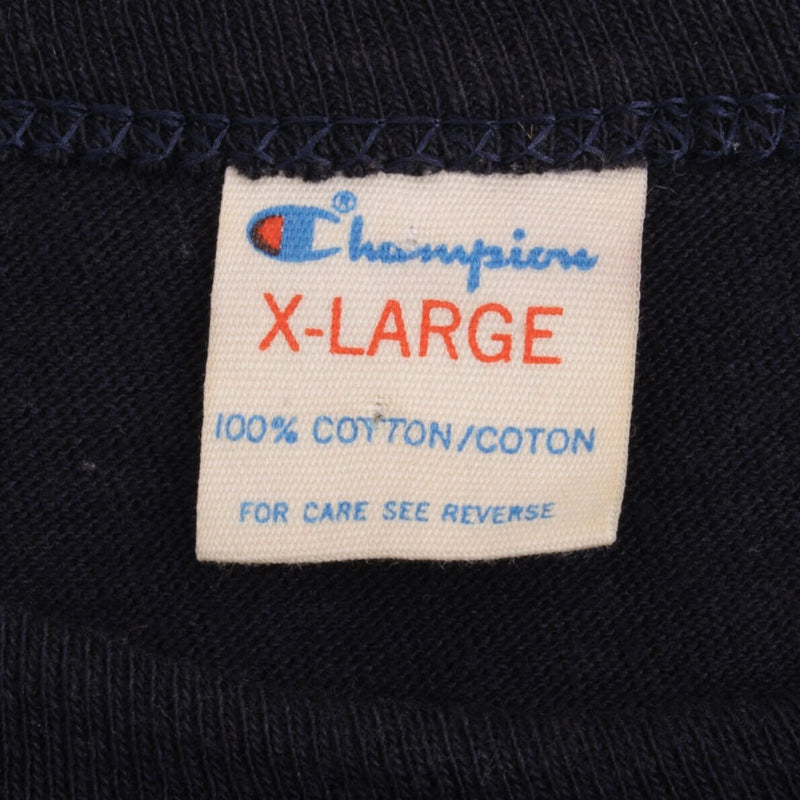 Champion®
X-LARGE
100% COTTON/COTON
FOR CARE SEE REVERSE